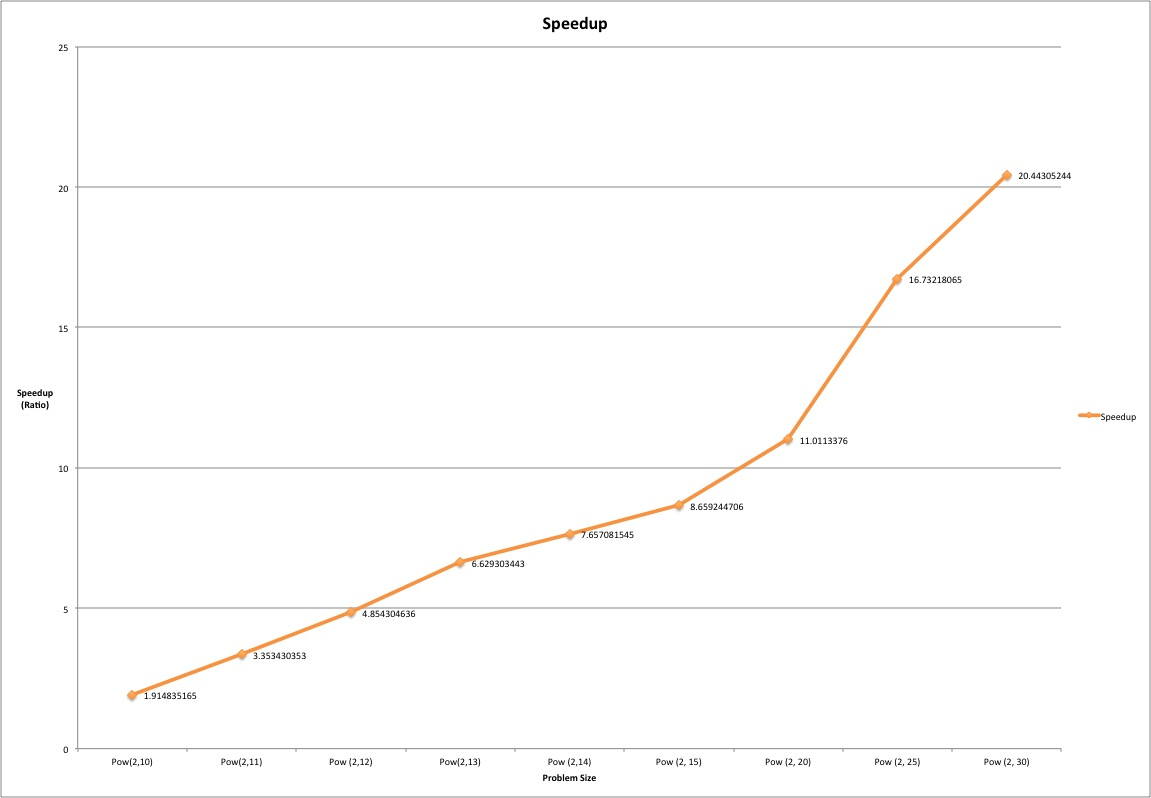 Speedup
25
20
15
10
5
0
Speedup
(Ratio)
1.914835165
3.353430353
4.854304636
6.629303443
7.657081545
8.659244706
11.0113376
16.73218065
20.44305244
Speedup
Pow(2,10)
Pow(2,11)
Pow (2,12)
Pow(2,13)
Pow (2,14)
Pow (2, 15)
Pow (2, 20)
Pow (2, 25)
Pow (2, 30)
Problem Size